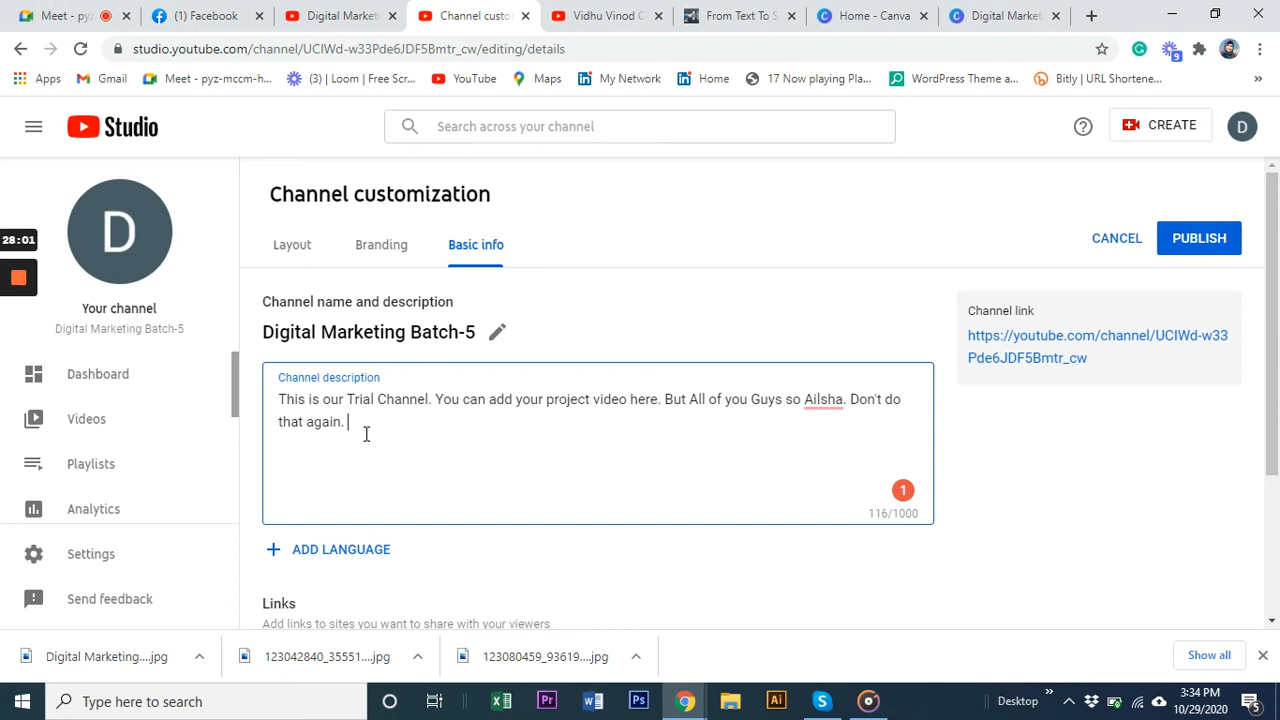 Meet - pyz
(1) Facebook
Digital Market
Channel custo
Vidhu Vinod C
From Text To S
Home - Canva
Digital Market
studio.youtube.com/channel/UCIWd-w33Pde6JDF5Bmtr_cw/editing/details
9
Apps
Gmail
Meet - pyz-mccm-h...
(3) | Loom | Free Scr...
YouTube
Maps
My Network
Home
17 Now playing Pla...
WordPress Theme a...
Bitly | URL Shortene...
»
Studio
Search across your channel
CREATE
D
D
Channel customization
28:01
Layout
Branding
Basic info
CANCEL
PUBLISH
Your channel
Digital Marketing Batch-5
Channel name and description
Digital Marketing Batch-5
Channel link
https://youtube.com/channel/UCIWd-w33
Pde6JDF5Bmtr_cw
Channel description
This is our Trial Channel. You can add your project video here. But All of you Guys so Ailsha. Don't do
that again.
1
116/1000
Dashboard
Videos
Playlists
Analytics
Settings
Send feedback
ADD LANGUAGE
Links
Add links to sites you want to share with your viewers
Digital Marketing....jpg
123042840_35551....jpg
123080459_93619....jpg
Show all
Type here to search
Desktop
»
3:34 PM
10/29/2020
5